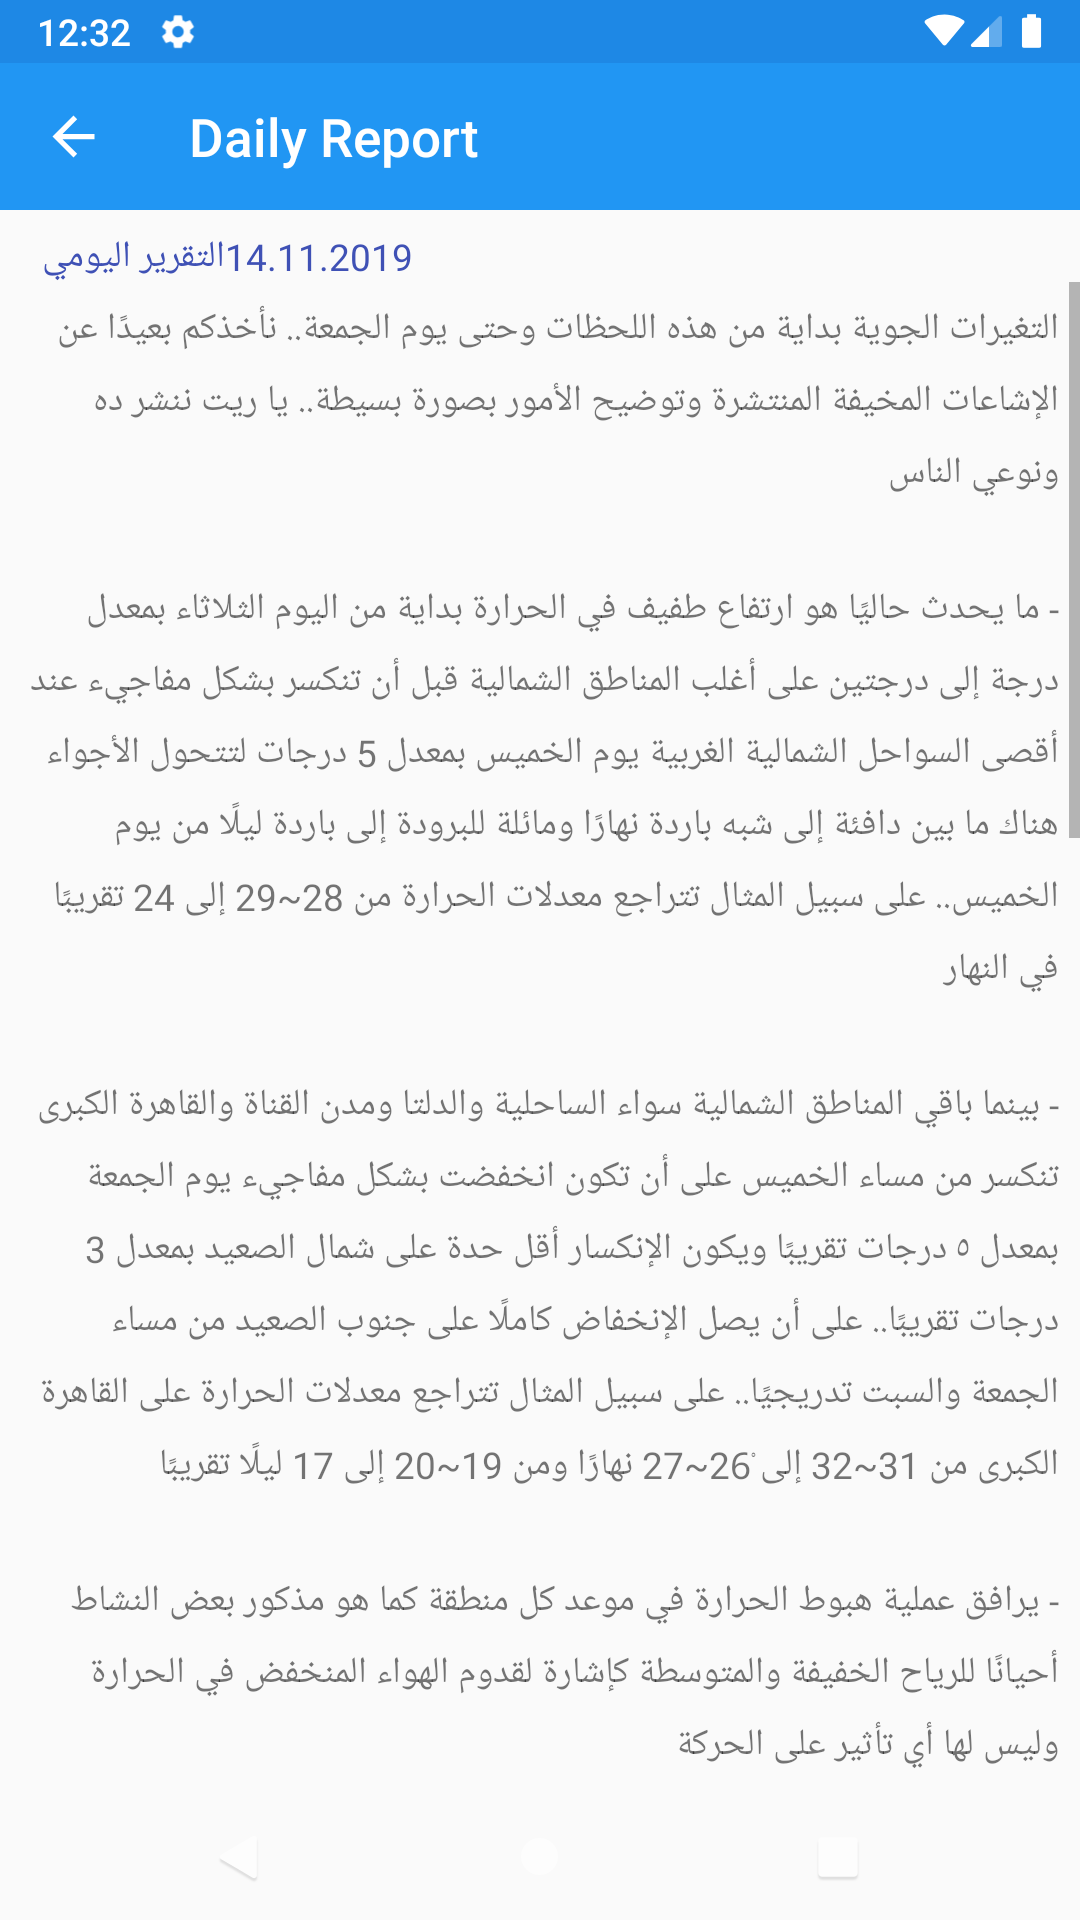 12:32
Daily Report
التقرير اليومي14.11.2019
التغيرات الجوية بداية من هذه اللحظات وحتى يوم الجمعة.. نأخذكم بعيدًا عن
الإشاعات المخيفة المنتشرة وتوضيح الأمور بصورة بسيطة.. يا ريت ننشر ده
ونوعي الناس
- ما يحدث حاليًا هو ارتفاع طفيف في الحرارة بداية من اليوم الثلاثاء بمعدل
درجة إلى درجتين على أغلب المناطق الشمالية قبل أن تنكسر بشكل مفاجيء عند
أقصى السواحل الشمالية الغربية يوم الخميس بمعدل 5 درجات لتتحول الأجواء
هناك ما بين دافئة إلى شبه باردة نهارًا ومائلة للبرودة إلى باردة ليلًا من يوم
الخميس.. على سبيل المثال تتراجع معدلات الحرارة من 28~29 إلى 24 تقريبًا
في النهار
- بينما باقي المناطق الشمالية سواء الساحلية والدلتا ومدن القناة والقاهرة الكبرى
تنكسر من مساء الخميس على أن تكون انخفضت بشكل مفاجيء يوم الجمعة
بمعدل ٥ درجات تقريبًا ويكون الإنكسار أقل حدة على شمال الصعيد بمعدل 3
درجات تقريبًا.. على أن يصل الإنخفاض كاملًا على جنوب الصعيد من مساء
الجمعة والسبت تدريجيًا.. على سبيل المثال تتراجع معدلات الحرارة على القاهرة
الكبرى من 31~32 إلى ْ26~27 نهارًا ومن 19~20 إلى 17 ليلًا تقريبًا
- يرافق عملية هبوط الحرارة في موعد كل منطقة كما هو مذكور بعض النشاط
أحيانًا للرياح الخفيفة والمتوسطة كإشارة لقدوم الهواء المنخفض في الحرارة
وليس لها أي تأثير على الحركة